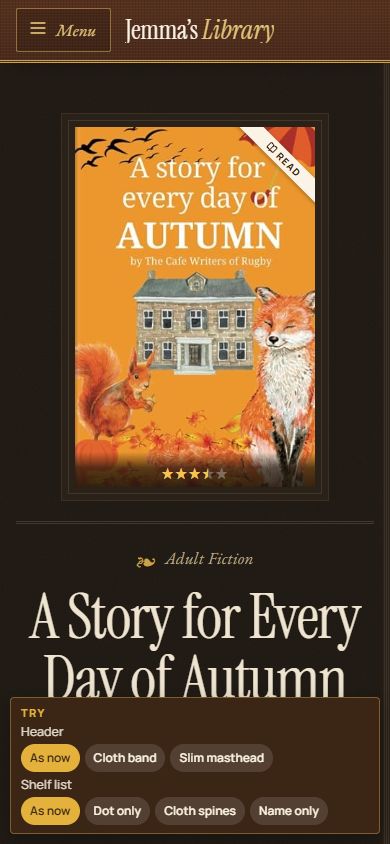 Menu
Jemma's Library
READ
A story for
every day of
AUTUMN
by The Cafe Writers of Rugby
Adult Fiction
A Story for Every
Day of Autumn
TRY
Header
As now
Cloth band
Slim masthead
Shelf list
As now
Dot only
Cloth spines
Name only